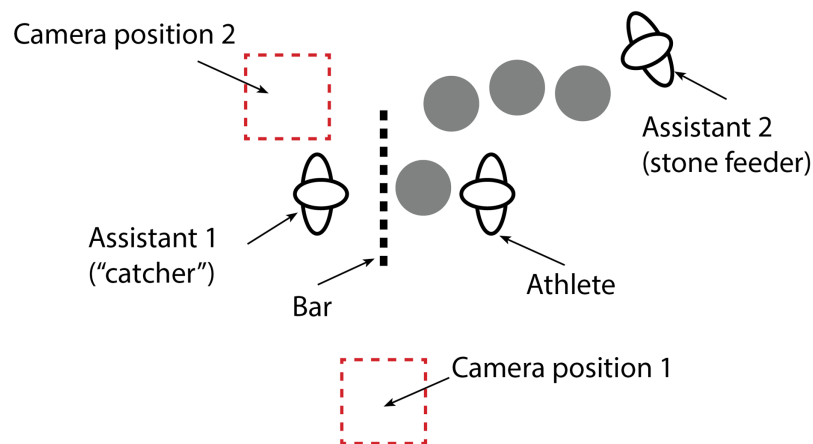 Camera position 2
Assistant 2
(stone feeder)
Assistant 1
(“catcher”)
Athlete
Bar
Camera position 1